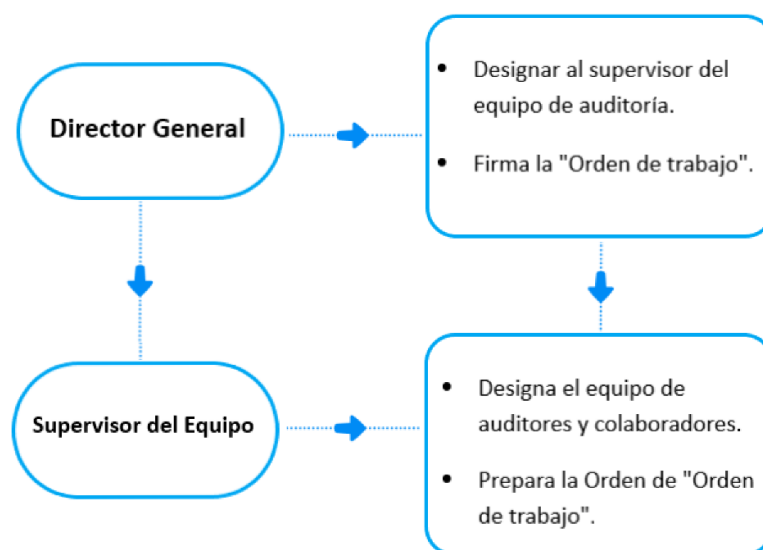 Director General
• Designar al supervisor del
equipo de auditoría.
• Firma la "Orden de trabajo".
Supervisor del Equipo
• Designa el equipo de
auditores y colaboradores.
• Prepara la Orden de "Orden
de trabajo".